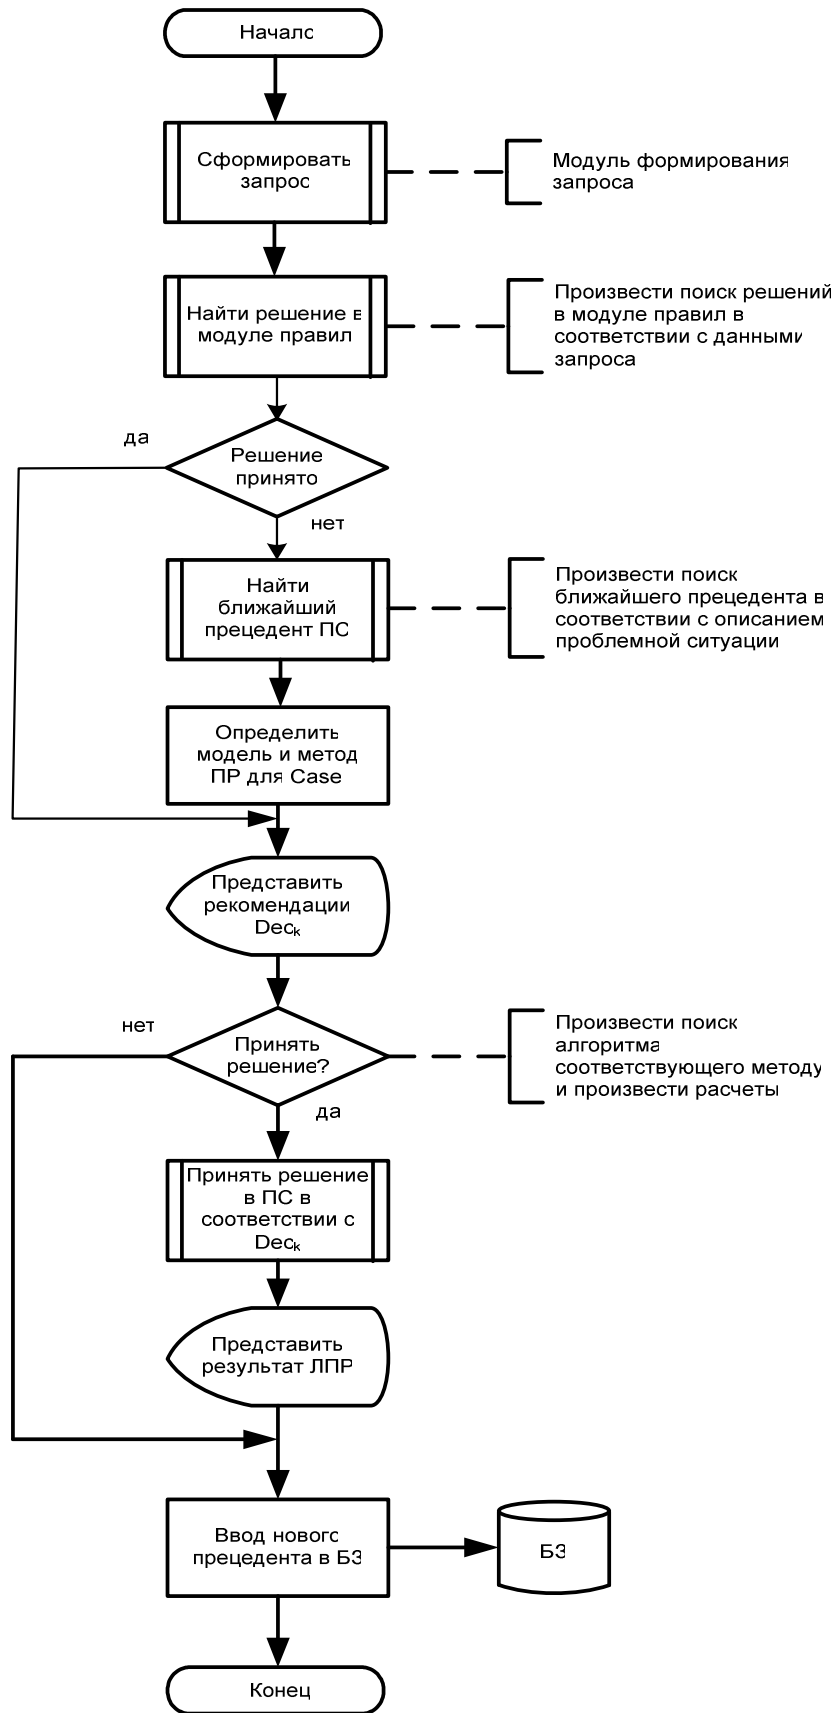 Начало
Сформировать
запрос
Модуль формирования
запроса
Найти решение в
модуле правил
Произвести поиск решений
в модуле правил в
соответствии с данными
запроса
да
Решение
принято
нет
Найти
ближайший
прецедент ПС
Произвести поиск
ближайшего прецедента в
соответствии с описанием
проблемной ситуации
Определить
модель и метод
ПР для Case
Представить
рекомендации
Decₖ
нет
Принять
решение?
Произвести поиск
алгоритма
соответствующего методу
и произвести расчеты
да
Принять решение
в ПС в
соответствии с
Decₖ
Представить
результат ЛПР
Ввод нового
прецедента в БЗ
БЗ
Конец